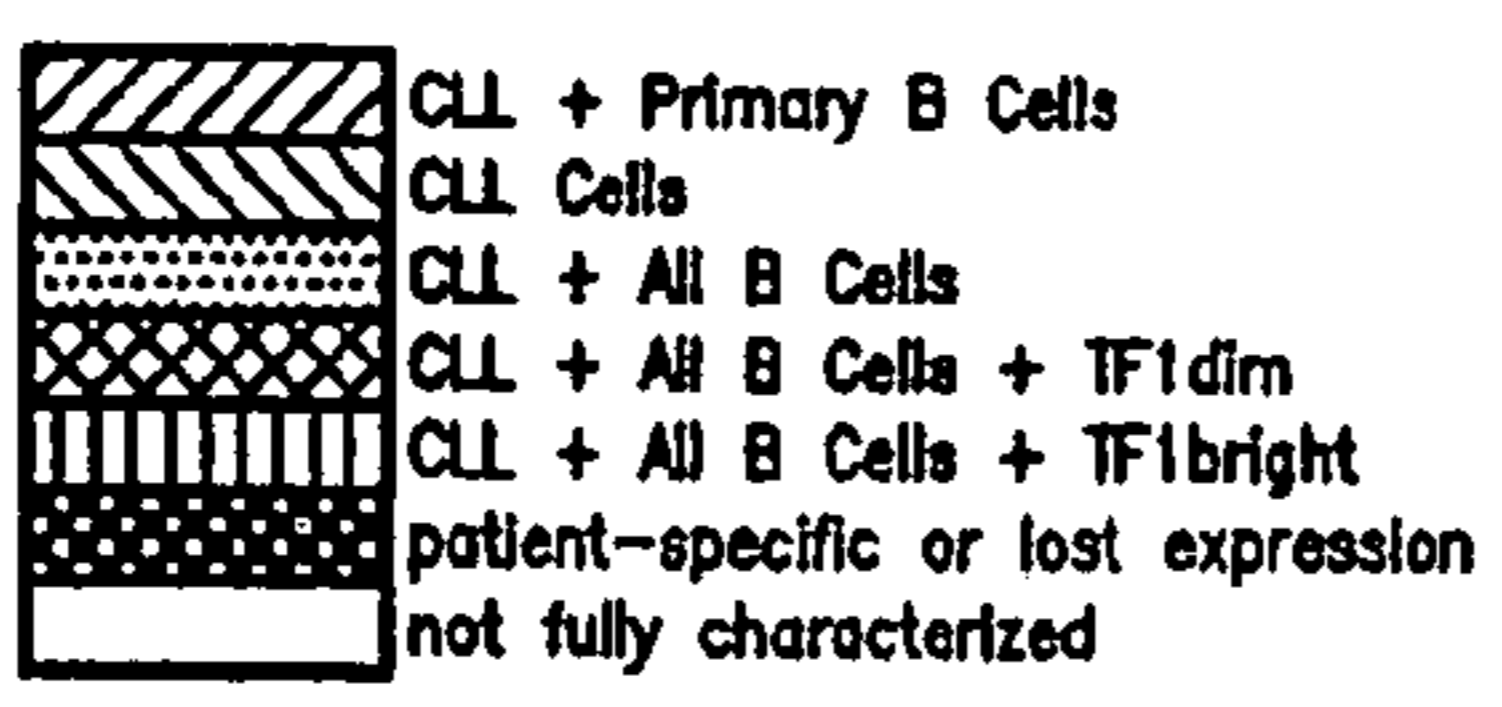 CLL + Primary B Cells
CLL Cells
CLL + All B Cells
CLL + All B Cells + TF1dim
CLL + All B Cells + TF1bright
patient-specific or lost expression
not fully characterized